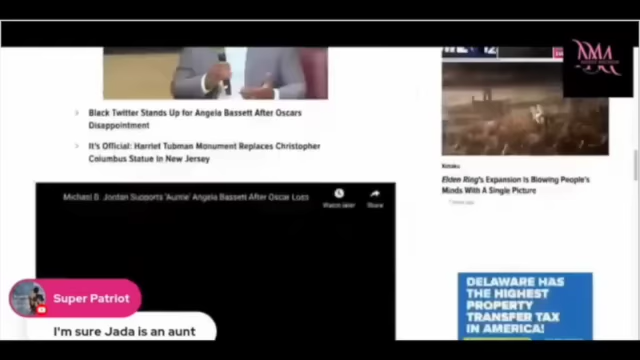 Black Twitter Stands Up for Angela Bassett After Oscars
Disappointment
It's Official: Harriet Tubman Monument Replaces Christopher
Columbus Statue in New Jersey
Michael B. Jordan Supports 'Auntie' Angela Bassett After Oscar Loss
Watch later
Share
Kotaku
Elden Ring's Expansion Is Blowing People's
Minds With A Single Picture
DELAWARE HAS
THE HIGHEST
PROPERTY
TRANSFER TAX
IN AMERICA!
Super Patriot
I'm sure Jada is an aunt